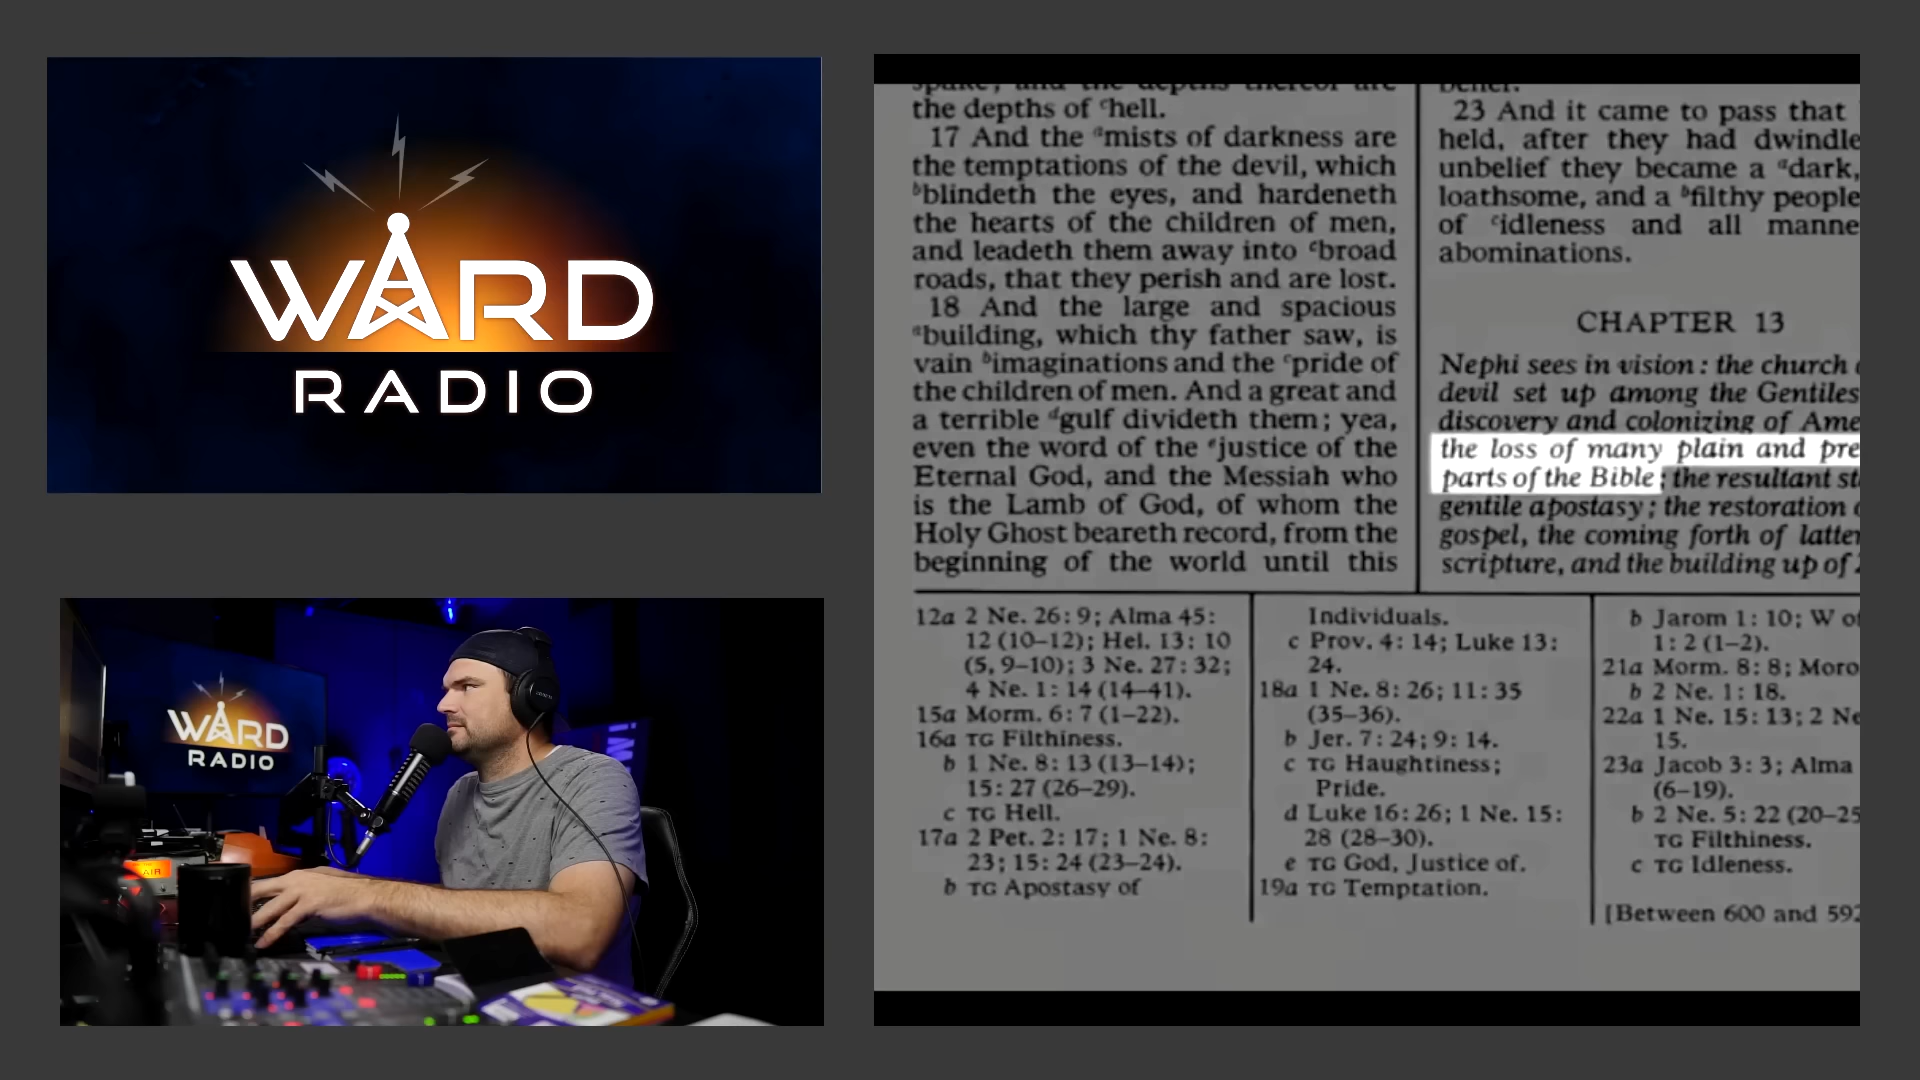 WARD
RADIO
WARD
RADIO
AIR
the depths of chell.
17 And the amists of darkness are
the temptations of the devil, which
bblindeth the eyes, and hardeneth
the hearts of the children of men,
and leadeth them away into cbroad
roads, that they perish and are lost.
18 And the large and spacious
abuilding, which thy father saw, is
vain bimaginations and the cpride of
the children of men. And a great and
a terrible dgulf divideth them; yea,
even the word of the ejustice of the
Eternal God, and the Messiah who
is the Lamb of God, of whom the
Holy Ghost beareth record, from the
beginning of the world until this
belief.
23 And it came to pass that
held, after they had dwindle
unbelief they became a adark,
loathsome, and a bfilthy people
of cidleness and all manne
abominations.
CHAPTER 13
Nephi sees in vision: the church
devil set up among the Gentiles
discovery and colonizing of Ame
the loss of many plain and pre
parts of the Bible; the resultant st
gentile apostasy; the restoration
gospel, the coming forth of latter
scripture, and the building up of
12a 2 Ne. 26: 9; Alma 45:
12 (10–12); Hel. 13: 10
(5, 9–10); 3 Ne. 27: 32;
4 Ne. 1: 14 (14–41).
15a Morm. 6: 7 (1–22).
16a TG Filthiness.
b 1 Ne. 8: 13 (13–14);
15: 27 (26–29).
c TG Hell.
17a 2 Pet. 2: 17; 1 Ne. 8:
23; 15: 24 (23–24).
b TG Apostasy of
Individuals.
c Prov. 4: 14; Luke 13:
24.
18a 1 Ne. 8: 26; 11: 35
(35–36).
b Jer. 7: 24; 9: 14.
c TG Haughtiness;
Pride.
d Luke 16: 26; 1 Ne. 15:
28 (28–30).
e TG God, Justice of.
19a TG Temptation.
b Jarom 1: 10; W of
1: 2 (1–2).
21a Morm. 8: 8; Moro
b 2 Ne. 1: 18.
22a 1 Ne. 15: 13; 2 Ne
15.
23a Jacob 3: 3; Alma
(6–19).
b 2 Ne. 5: 22 (20–25
TG Filthiness.
c TG Idleness.
[Between 600 and 592